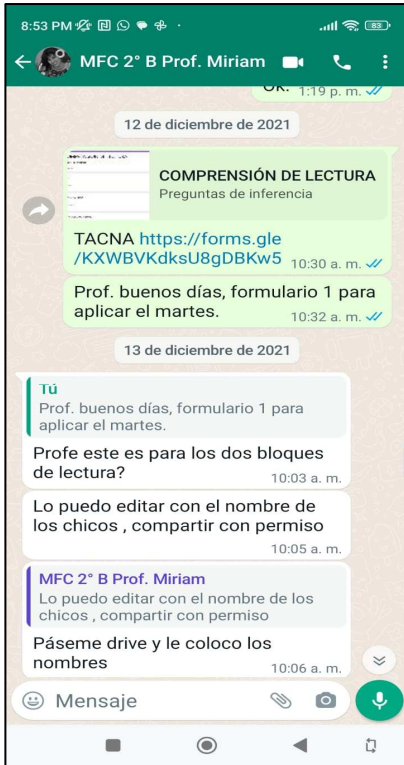 8:53 PM
83
MFC 2° B Prof. Miriam
OK. 1:19 p. m.
12 de diciembre de 2021
COMPRENSIÓN DE LECTURA
Preguntas de inferencia
TACNA https://forms.gle
/KXWBVKdksU8gDBKw5 10:30 a. m.
Prof. buenos días, formulario 1 para
aplicar el martes. 10:32 a. m.
13 de diciembre de 2021
Tú
Prof. buenos días, formulario 1 para
aplicar el martes.
Profe este es para los dos bloques
de lectura? 10:03 a. m.
Lo puedo editar con el nombre de
los chicos , compartir con permiso
10:05 a. m.
MFC 2° B Prof. Miriam
Lo puedo editar con el nombre de los
chicos , compartir con permiso
Páseme drive y le coloco los
nombres 10:06 a. m.
Mensaje